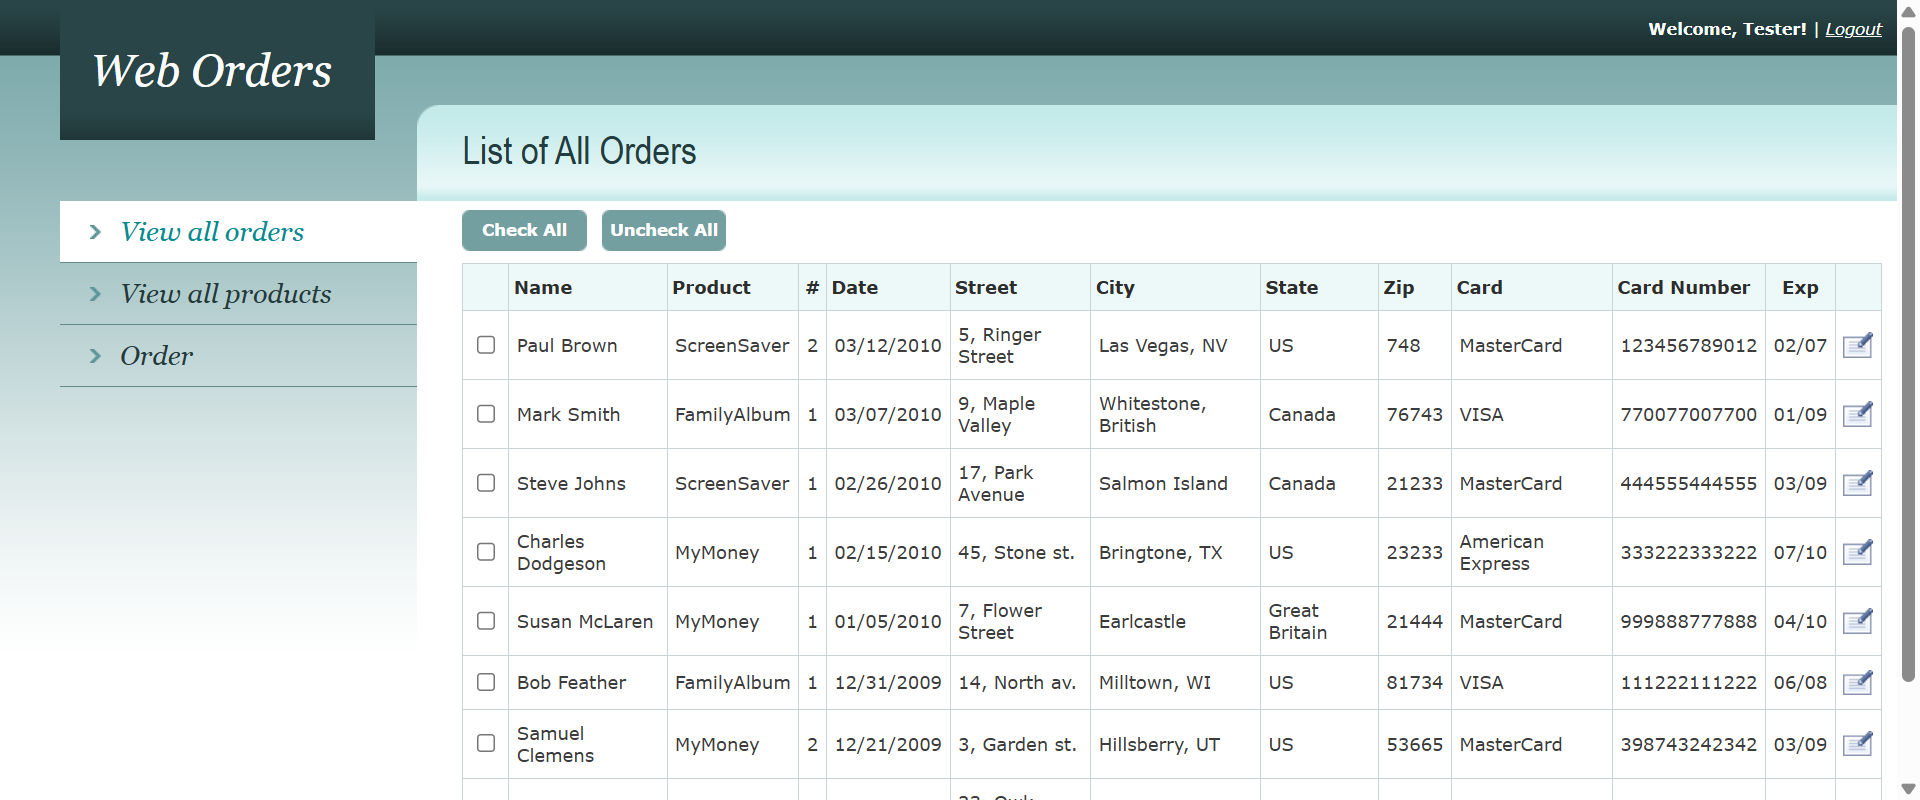 Welcome, Tester! | Logout
Web Orders
List of All Orders
View all orders
View all products
Order
Check All Uncheck All
Name Product # Date Street City State Zip Card Card Number Exp
Paul Brown ScreenSaver 2 03/12/2010 5, Ringer Street Las Vegas, NV US 748 MasterCard 123456789012 02/07
Mark Smith FamilyAlbum 1 03/07/2010 9, Maple Valley Whitestone, British Canada 76743 VISA 770077007700 01/09
Steve Johns ScreenSaver 1 02/26/2010 17, Park Avenue Salmon Island Canada 21233 MasterCard 444555444555 03/09
Charles Dodgeson MyMoney 1 02/15/2010 45, Stone st. Bringtone, TX US 23233 American Express 333222333222 07/10
Susan McLaren MyMoney 1 01/05/2010 7, Flower Street Earlcastle Great Britain 21444 MasterCard 999888777888 04/10
Bob Feather FamilyAlbum 1 12/31/2009 14, North av. Milltown, WI US 81734 VISA 111222111222 06/08
Samuel Clemens MyMoney 2 12/21/2009 3, Garden st. Hillsberry, UT US 53665 MasterCard 398743242342 03/09